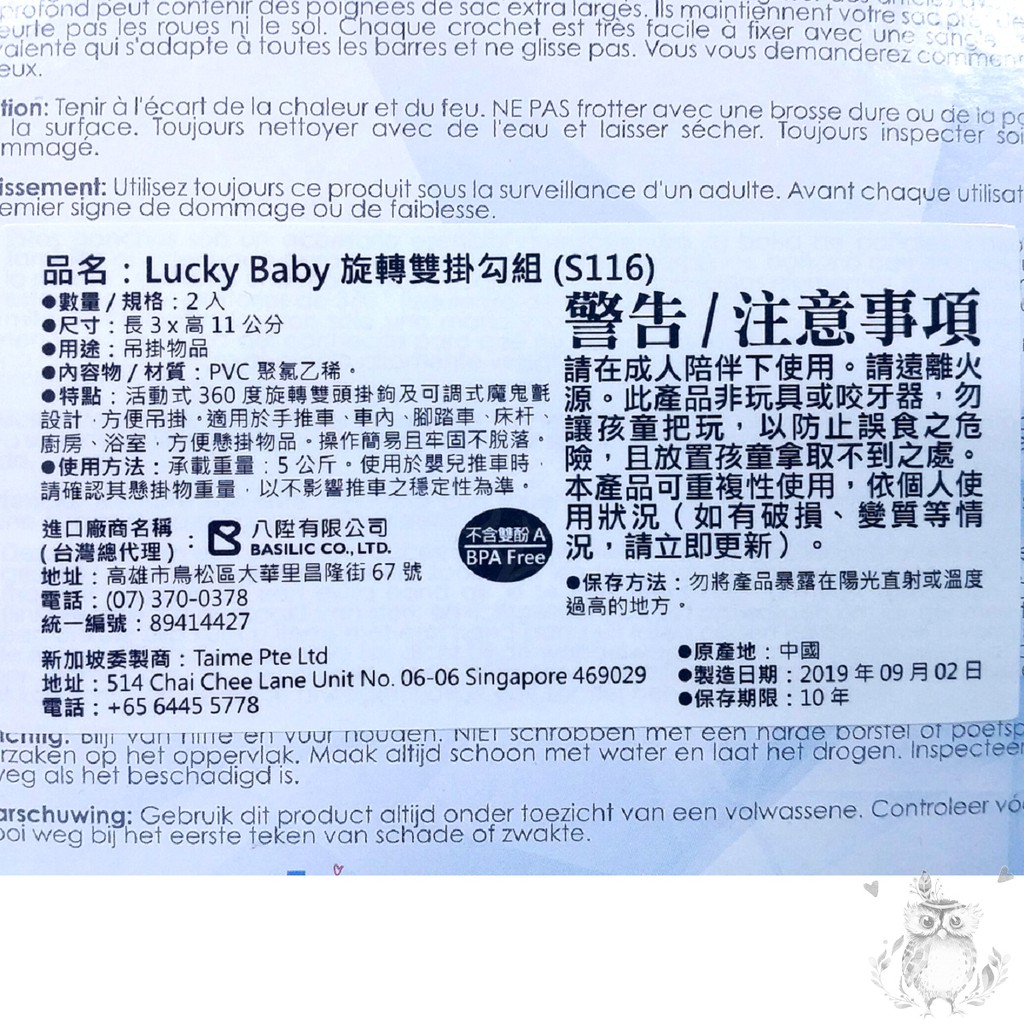 profond peut contenir des poignées de sac extra larges. Ils maintiennent votre sac
pas les roues ni le sol. Chaque crochet est très facile à fixer avec une
qui s'adapte à toutes les barres et ne glisse pas. Vous vous demanderez
Tenir à l'écart de la chaleur et du feu. NE PAS frotter avec une brosse dure ou de la
la surface. Toujours nettoyer avec de l'eau et laisser sécher. Toujours inspecter
Utilisez toujours ce produit sous la surveillance d'un adulte. Avant chaque
signe de dommage ou de faiblesse.
品名：Lucky Baby 旋轉雙掛勾組 (S116)
●數量 / 規格：2 入
●尺寸：長 3 x 高 11 公分
●用途：吊掛物品
●內容物 / 材質：PVC 聚氯乙稀。
●特點：活動式 360 度旋轉雙頭掛鉤及可調式魔鬼氈
設計，方便吊掛。適用於手推車、車內、腳踏車、床杆、
廚房、浴室，方便懸掛物品。操作簡易且牢固不脫落。
●使用方法：承載重量：5 公斤。使用於嬰兒推車時，
請確認其懸掛物重量，以不影響推車之穩定性為準。
進口廠商名稱
(台灣總代理)：
八陞有限公司
BASILIC CO., LTD.
地址：高雄市鳥松區大華里昌隆街 67 號
電話：(07) 370-0378
統一編號：89414427
不含雙酚 A
BPA Free
新加坡委製商：Taime Pte Ltd
地址：514 Chai Chee Lane Unit No. 06-06 Singapore 469029
電話：+65 6445 5778
警告 / 注意事項
請在成人陪伴下使用。請遠離火
源。此產品非玩具或咬牙器，勿
讓孩童把玩，以防止誤食之危
險，且放置孩童拿取不到之處。
本產品可重複性使用，依個人使
用狀況（如有破損、變質等情
況，請立即更新）。
●保存方法：勿將產品暴露在陽光直射或溫度
過高的地方。
●原產地：中國
●製造日期：2019 年 09 月 02 日
●保存期限：10 年
Blijf van hitte en vuur houden. NIET schrobben met een harde borstel of
op het oppervlak. Maak altijd schoon met water en laat het drogen.
weg als het beschadigd is.
Gebruik dit product altijd onder toezicht van een volwassene. Controleer
weg bij het eerste teken van schade of zwakte.